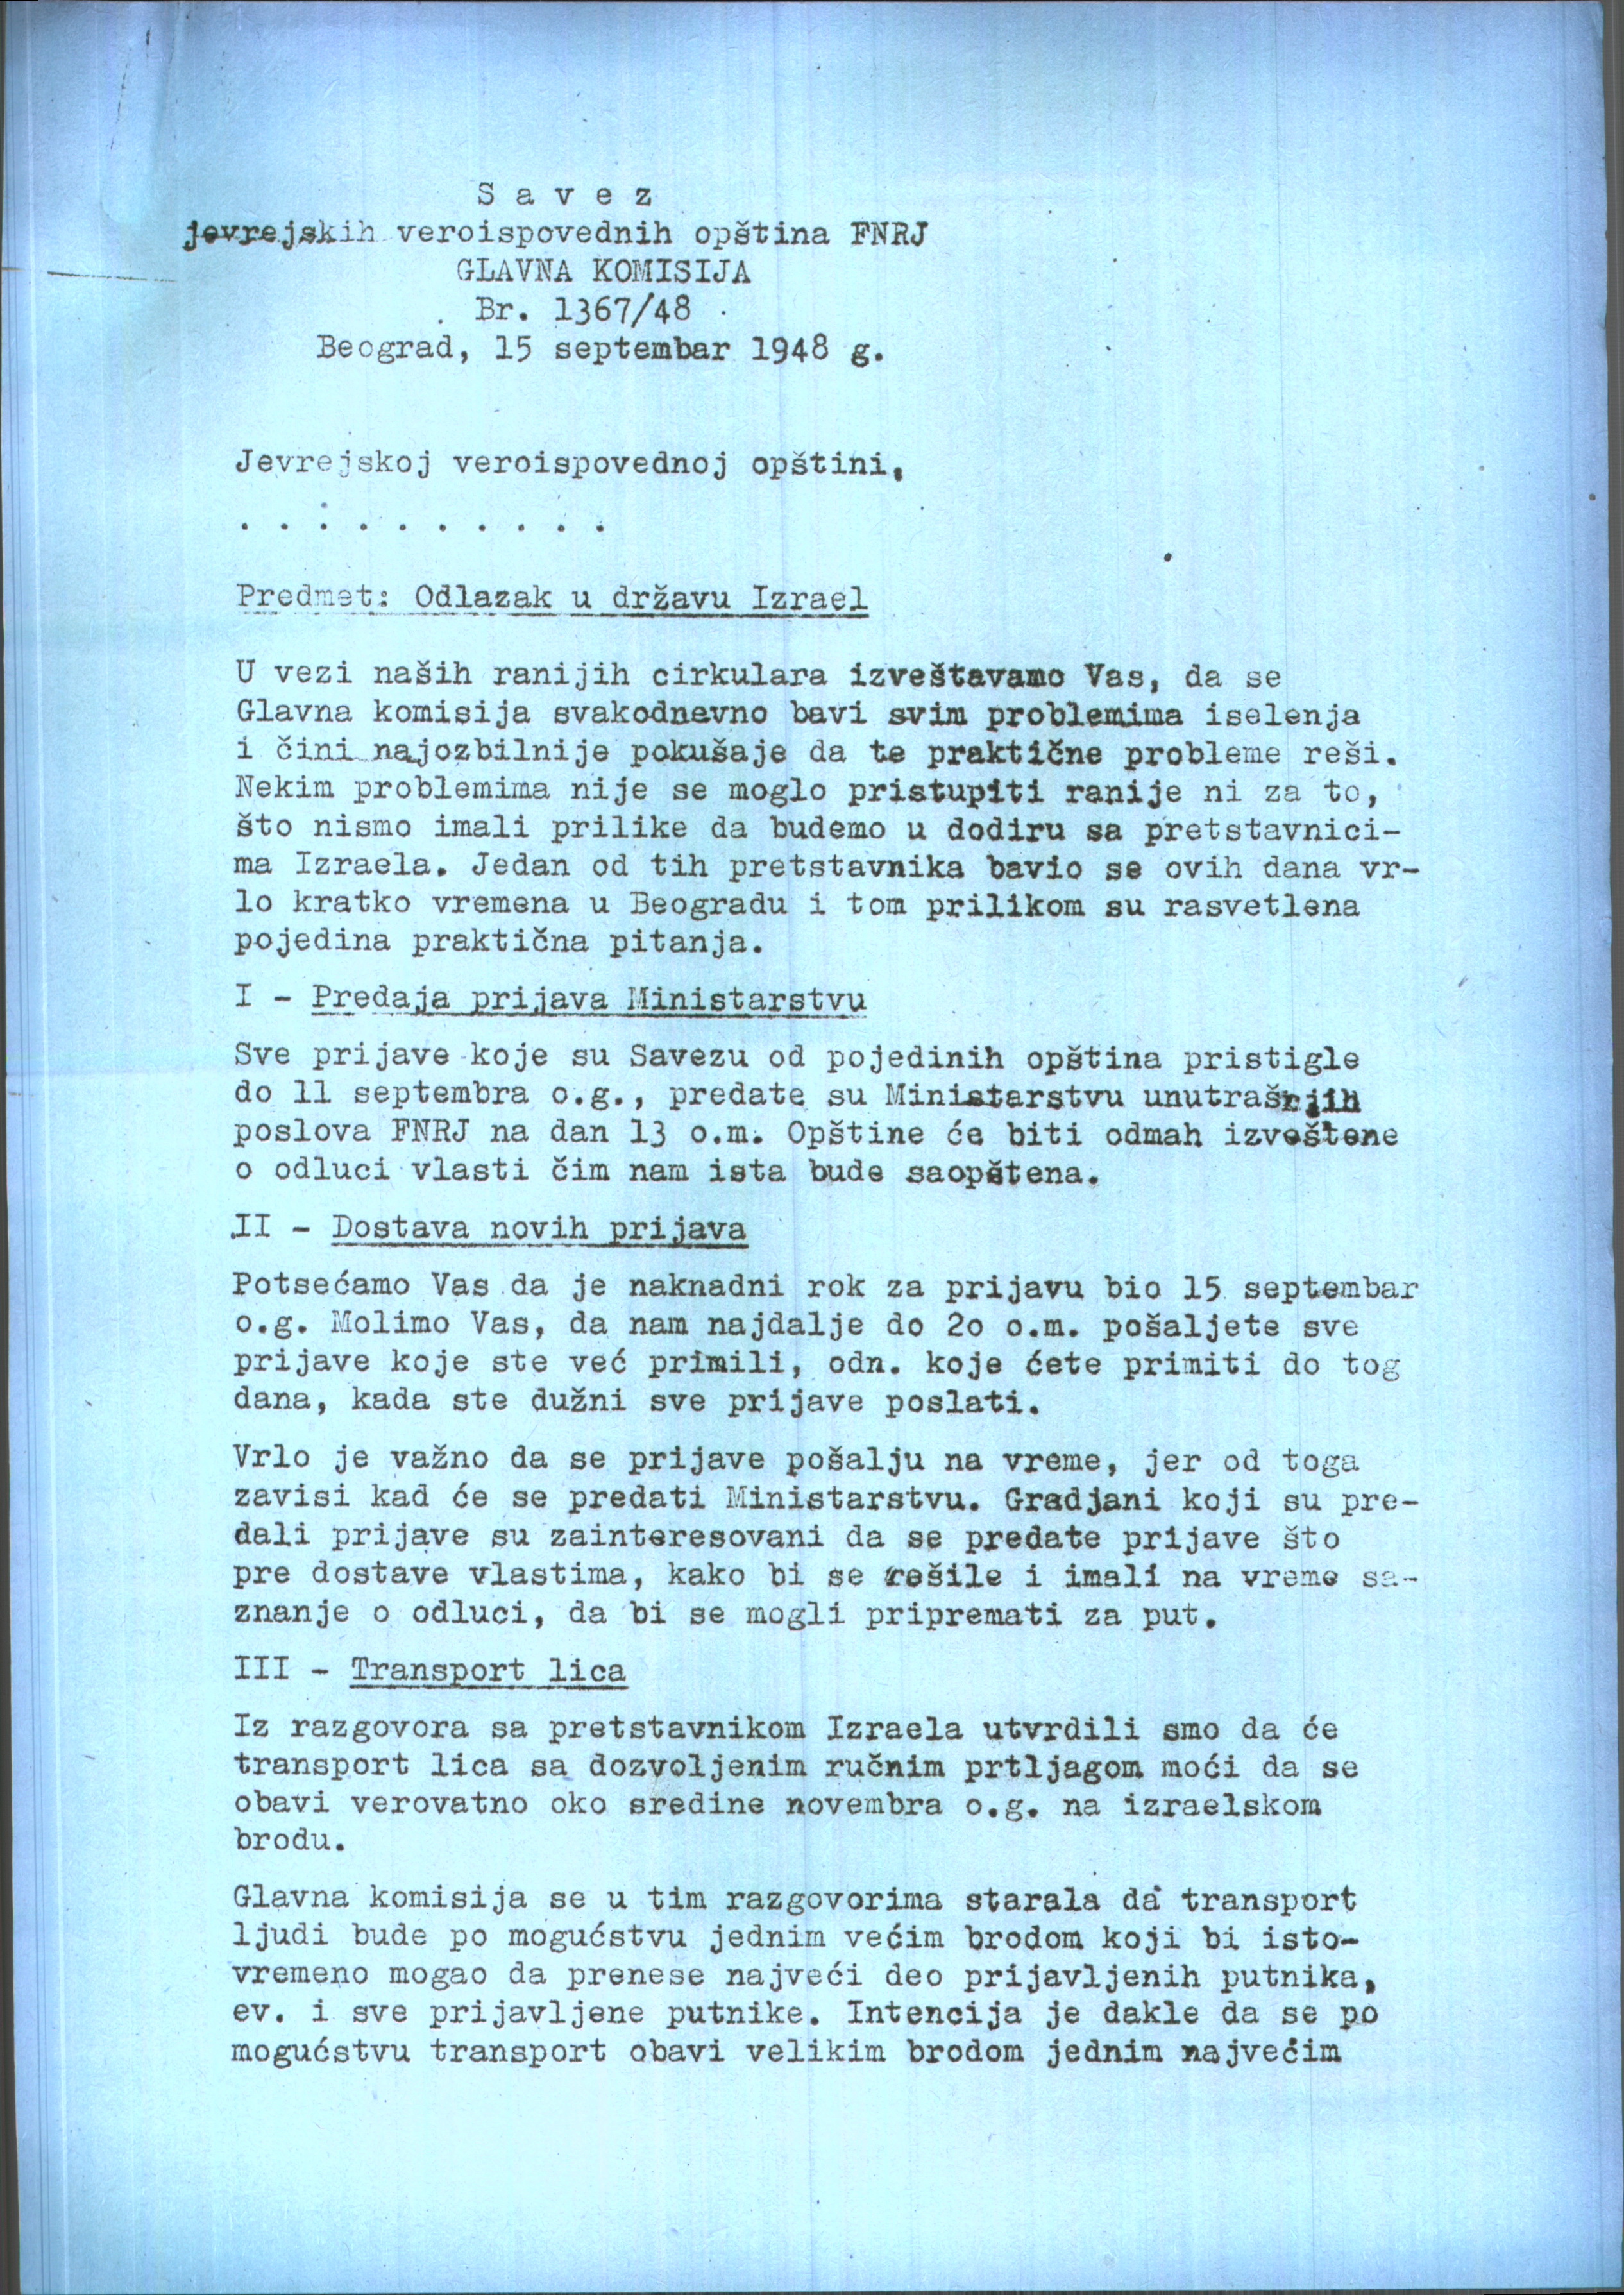 S a v e z
jevrejskih veroispovednih opština FNRJ
GLAVNA KOMISIJA
Br. 1367/48
Beograd, 15 septembar 1948 g.
Jevrejskoj veroispovednoj opštini,
. . . . . . . . . .
Predmet: Odlazak u državu Izrael
U vezi naših ranijih cirkulara izveštavamo Vas, da se
Glavna komisija svakodnevno bavi svim problemima iselenja
i čini najozbilnije pokušaje da te praktične probleme reši.
Nekim problemima nije se moglo pristupiti ranije ni za to,
što nismo imali prilike da budemo u dodiru sa pretstavnici-
ma Izraela. Jedan od tih pretstavnika bavio se ovih dana vr-
lo kratko vremena u Beogradu i tom prilikom su rasvetlena
pojedina praktična pitanja.
I - Predaja prijava Ministarstvu
Sve prijave koje su Savezu od pojedinih opština pristigle
do 11 septembra o.g., predate su Ministarstvu unutrašnjih
poslova FNRJ na dan 13 o.m. Opštine će biti odmah izveštene
o odluci vlasti čim nam ista bude saopštena.
II - Dostava novih prijava
Potsećamo Vas da je naknadni rok za prijavu bio 15 septembar
o.g. Molimo Vas, da nam najdalje do 2o o.m. pošaljete sve
prijave koje ste već primili, odn. koje ćete primiti do tog
dana, kada ste dužni sve prijave poslati.
Vrlo je važno da se prijave pošalju na vreme, jer od toga
zavisi kad će se predati Ministarstvu. Gradjani koji su pre-
dali prijave su zainteresovani da se predate prijave što
pre dostave vlastima, kako bi se rešile i imali na vreme sa-
znanje o odluci, da bi se mogli pripremati za put.
III - Transport lica
Iz razgovora sa pretstavnikom Izraela utvrdili smo da će
transport lica sa dozvoljenim ručnim prtljagom moći da se
obavi verovatno oko sredine novembra o.g. na izraelskom
brodu.
Glavna komisija se u tim razgovorima starala da transport
ljudi bude po mogućstvu jednim većim brodom koji bi isto-
vremeno mogao da prenese najveći deo prijavljenih putnika,
ev. i sve prijavljene putnike. Intencija je dakle da se po
mogućstvu transport obavi velikim brodom jednim najvećim